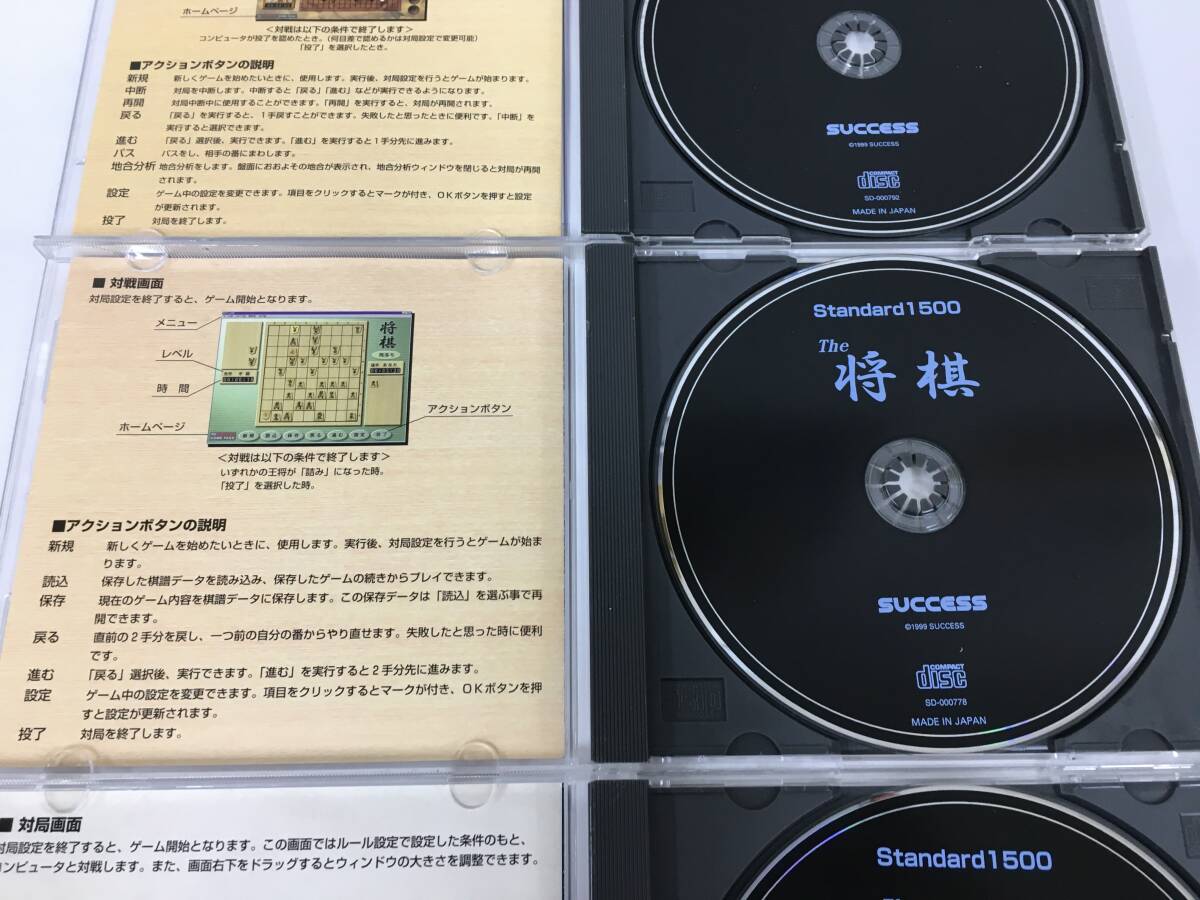 ホームページ
<対戦は以下の条件で終了します>
コンピュータが投了を認めたとき。(何目差で認めるかは対局設定で変更可能)
「投了」を選択したとき。
■アクションボタンの説明
新規 新しくゲームを始めたいときに、使用します。実行後、対局設定を行うとゲームが始まります。
中断 対局を中断します。中断すると「戻る」「進む」などが実行できるようになります。
再開 対局中断中に使用することができます。「再開」を実行すると、対局が再開されます。
戻る 「戻る」を実行すると、1手戻すことができます。失敗したと思ったときに便利です。「中断」を
実行すると選択できます。
進む 「戻る」選択後、実行できます。「進む」を実行すると1手分先に進みます。
パス パスをし、相手の番にまわします。
地合分析 地合分析をします。盤面におおよその地合が表示され、地合分析ウィンドウを閉じると対局が再開
されます。
設定 ゲーム中の設定を変更できます。項目をクリックするとマークが付き、OKボタンを押すと設定
が更新されます。
投了 対局を終了します。
SUCCESS
©1999 SUCCESS
COMPACT
disc
SD-000792
MADE IN JAPAN
■ 対戦画面
対局設定を終了すると、ゲーム開始となります。
メニュー
レベル
時間
ホームページ
アクションボタン
将棋
<対戦は以下の条件で終了します>
いずれかの王将が「詰み」になった時。
「投了」を選択した時。
■アクションボタンの説明
新規 新しくゲームを始めたいときに、使用します。実行後、対局設定を行うとゲームが始ま
ります。
読込 保存した棋譜データを読み込み、保存したゲームの続きからプレイできます。
保存 現在のゲーム内容を棋譜データに保存します。この保存データは「読込」を選ぶ事で再
開できます。
戻る 直前の2手分を戻し、一つ前の自分の番からやり直せます。失敗したと思った時に便利
です。
進む 「戻る」選択後、実行できます。「進む」を実行すると2手分先に進みます。
設定 ゲーム中の設定を変更できます。項目をクリックするとマークが付き、OKボタンを押
すと設定が更新されます。
投了 対局を終了します。
Standard1500
The
将棋
SUCCESS
©1999 SUCCESS
COMPACT
disc
SD-000778
MADE IN JAPAN
■ 対局画面
対局設定を終了すると、ゲーム開始となります。この画面ではルール設定で設定した条件のもと、
コンピュータと対戦します。また、画面右下をドラッグするとウィンドウの大きさを調整できます。
Standard1500